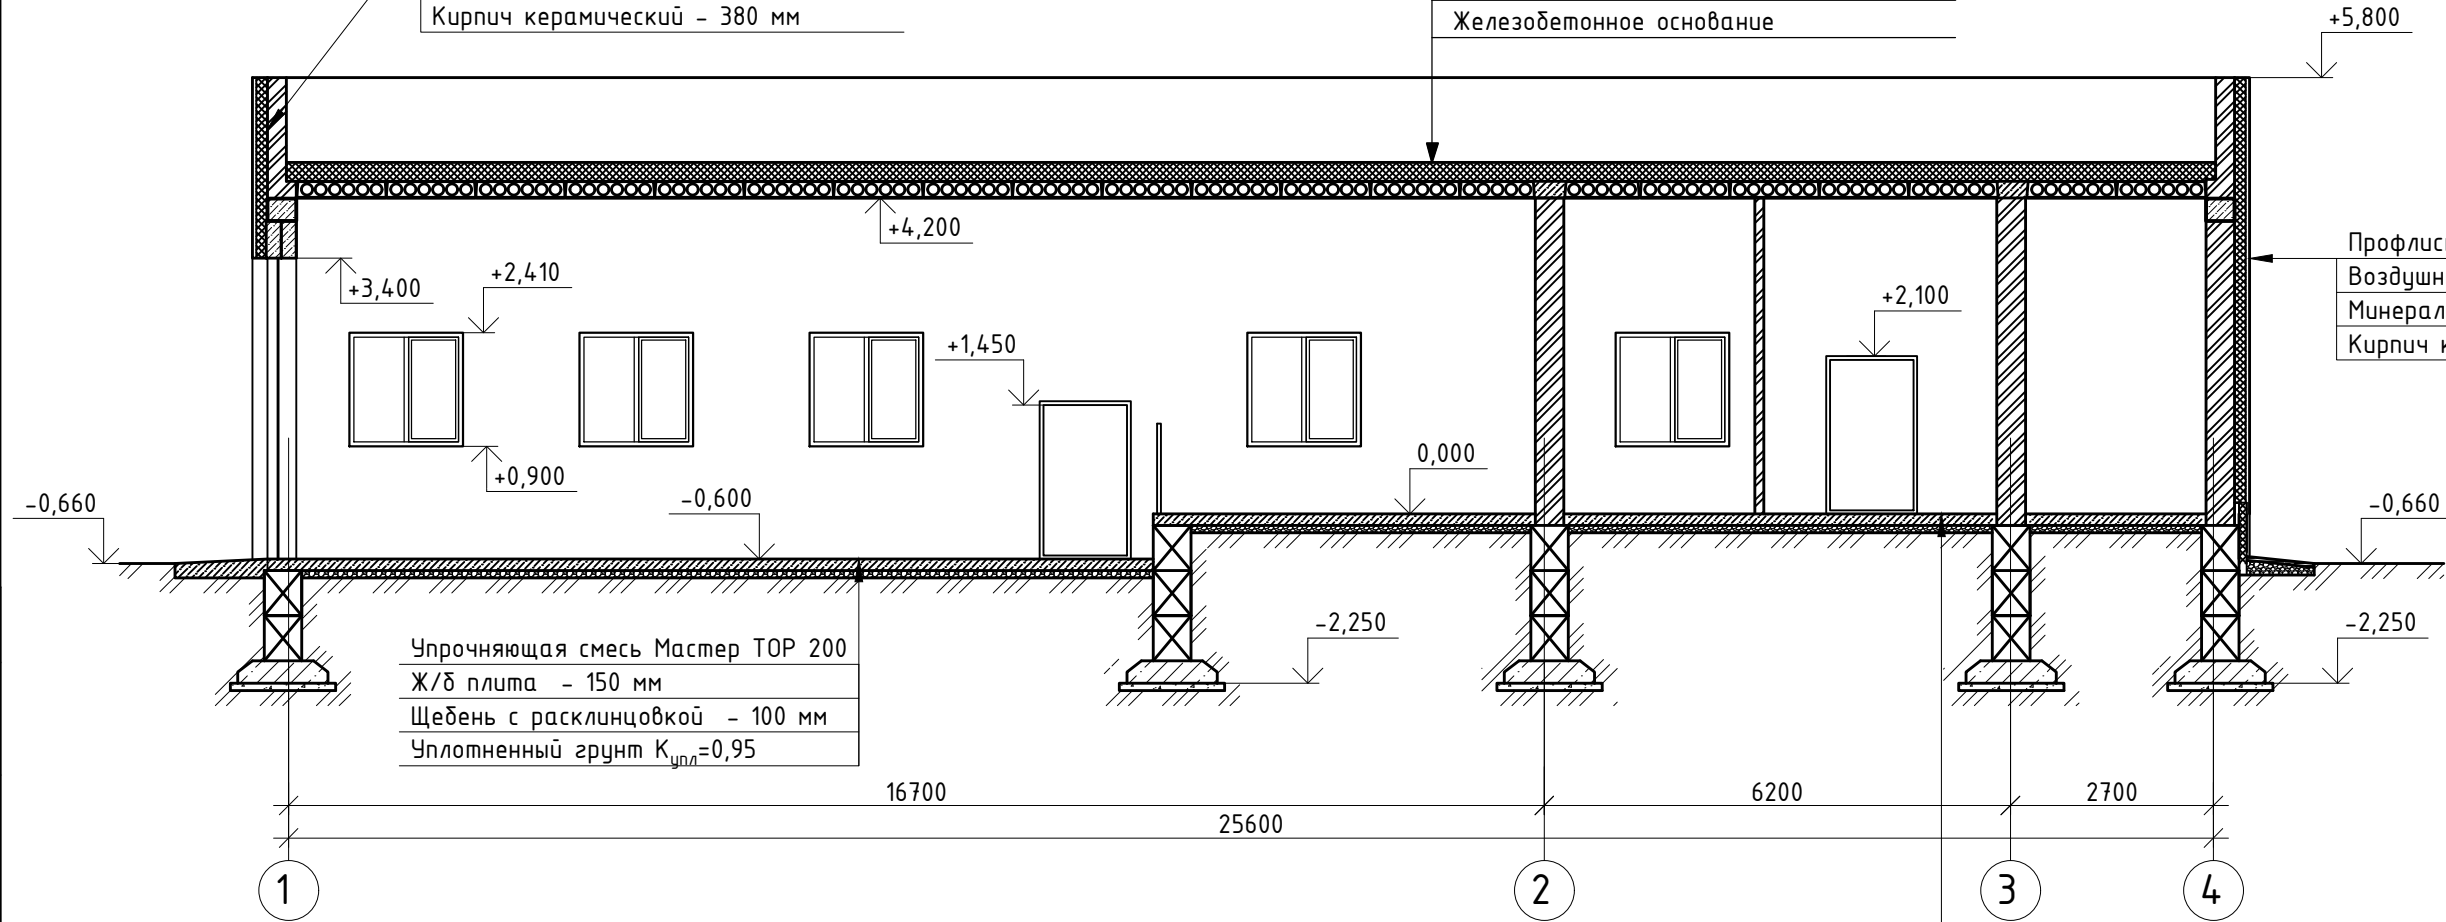 Кирпич керамический - 380 мм
Железобетонное основание
+5,800
+4,200
+3,400
+2,410
+2,100
+1,450
+0,900
0,000
-0,600
-0,660
-0,660
Профлис
Воздушн
Минерал
Кирпич к
-2,250
-2,250
Упрочняющая смесь Мастер ТОР 200
Ж/б плита - 150 мм
Щебень с расклинцовкой - 100 мм
Уплотненный грунт Купл=0,95
16700
6200
2700
25600
1
2
3
4